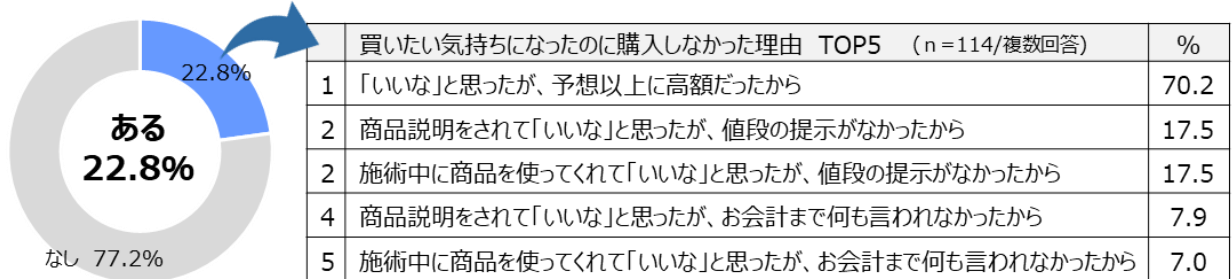 22.8%
ある
22.8%
なし 77.2%
買いたい気持ちになったのに購入しなかった理由 TOP5 （n=114/複数回答） %
1 「いいな」と思ったが、予想以上に高額だったから 70.2
2 商品説明をされて「いいな」と思ったが、値段の提示がなかったから 17.5
2 施術中に商品を使ってくれて「いいな」と思ったが、値段の提示がなかったから 17.5
4 商品説明をされて「いいな」と思ったが、お会計まで何も言われなかったから 7.9
5 施術中に商品を使ってくれて「いいな」と思ったが、お会計まで何も言われなかったから 7.0